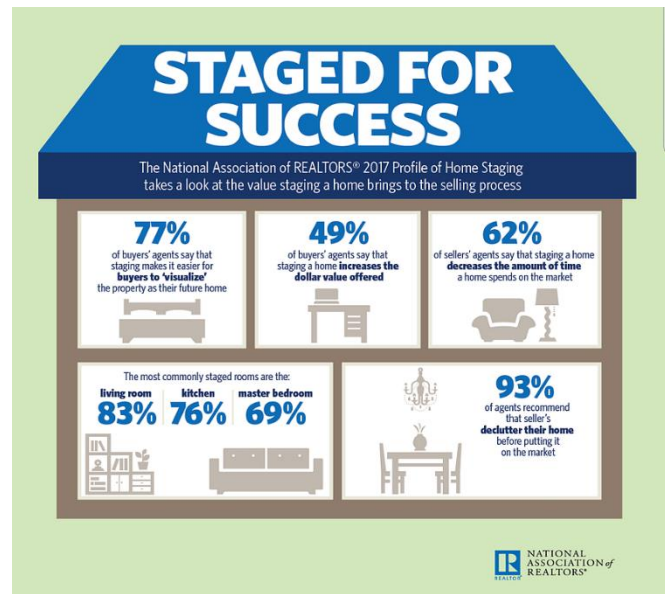 STAGED FOR
SUCCESS
The National Association of REALTORS® 2017 Profile of Home Staging
takes a look at the value staging a home brings to the selling process
77%
of buyers' agents say that
staging makes it easier for
buyers to 'visualize'
the property as their future home
49%
of buyers' agents say that
staging a home increases the
dollar value offered
62%
of sellers' agents say that staging a home
decreases the amount of time
a home spends on the market
The most commonly staged rooms are the:
living room kitchen master bedroom
83% 76% 69%
93%
of agents recommend
that seller's
declutter their home
before putting it
on the market
R
REALTOR®
NATIONAL
ASSOCIATION of
REALTORS®